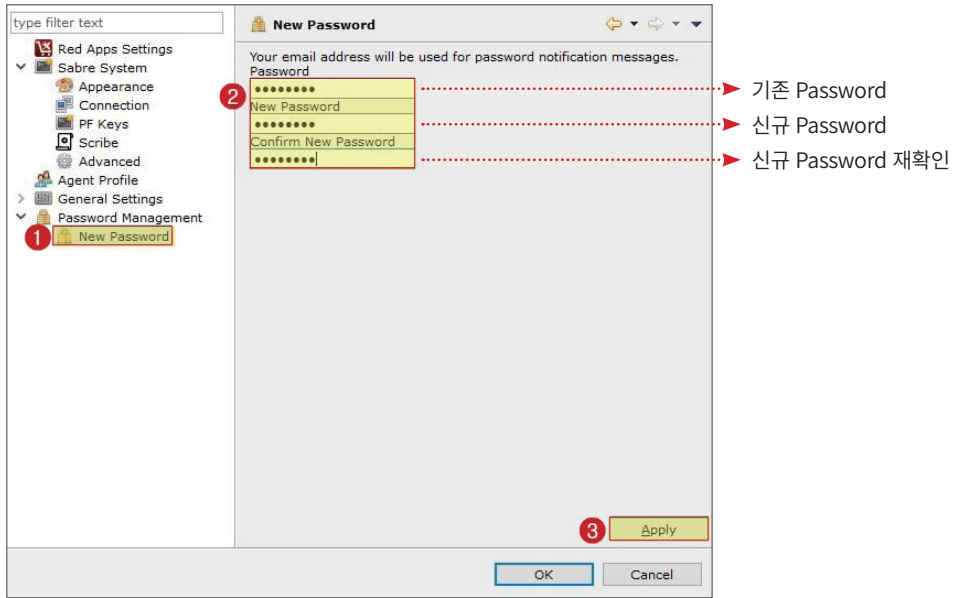 type filter text
Red Apps Settings
Sabre System
Appearance
Connection
PF Keys
Scribe
Advanced
Agent Profile
General Settings
Password Management
1
New Password
New Password
Your email address will be used for password notification messages.
Password
2
••••••••
New Password
••••••••
Confirm New Password
••••••••
기존 Password
신규 Password
신규 Password 재확인
3
Apply
OK
Cancel